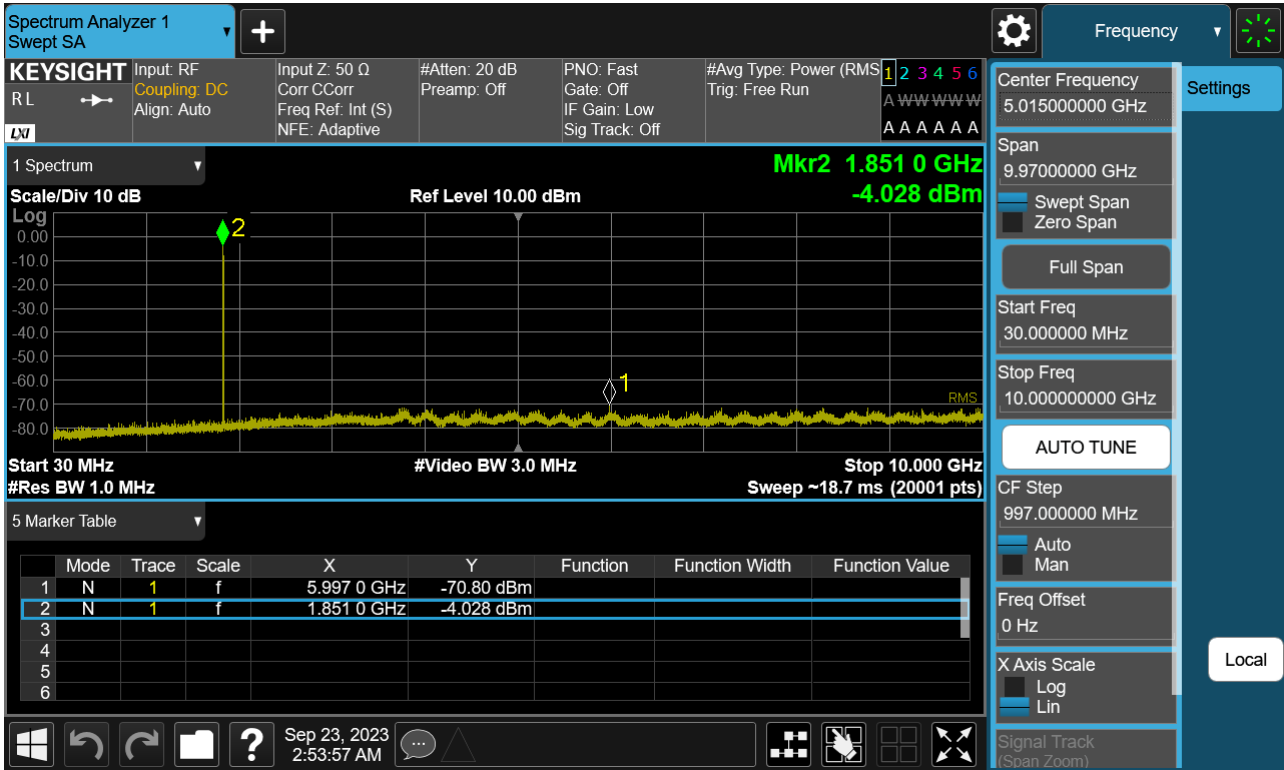 Spectrum Analyzer 1
Swept SA
Frequency
KEYSIGHT
R L
LXI
Input: RF
Coupling: DC
Align: Auto
Input Z: 50 Ω
Corr CCorr
Freq Ref: Int (S)
NFE: Adaptive
#Atten: 20 dB
Preamp: Off
PNO: Fast
Gate: Off
IF Gain: Low
Sig Track: Off
#Avg Type: Power (RMS
Trig: Free Run
1 2 3 4 5 6
A W W W W W
A A A A A A
1 Spectrum
Mkr2 1.851 0 GHz
Scale/Div 10 dB
Ref Level 10.00 dBm
-4.028 dBm
Log
0.00
-10.0
-20.0
-30.0
-40.0
-50.0
-60.0
-70.0
-80.0
2
1
RMS
Start 30 MHz
#Video BW 3.0 MHz
Stop 10.000 GHz
#Res BW 1.0 MHz
Sweep ~18.7 ms (20001 pts)
5 Marker Table
Mode Trace Scale X Y Function Function Width Function Value
1 N 1 f 5.997 0 GHz -70.80 dBm
2 N 1 f 1.851 0 GHz -4.028 dBm
3
4
5
6
Sep 23, 2023
2:53:57 AM
Center Frequency
5.015000000 GHz
Span
9.97000000 GHz
Swept Span
Zero Span
Full Span
Start Freq
30.000000 MHz
Stop Freq
10.000000000 GHz
AUTO TUNE
CF Step
997.000000 MHz
Auto
Man
Freq Offset
0 Hz
X Axis Scale
Log
Lin
Signal Track
(Span Zoom)
Settings
Local